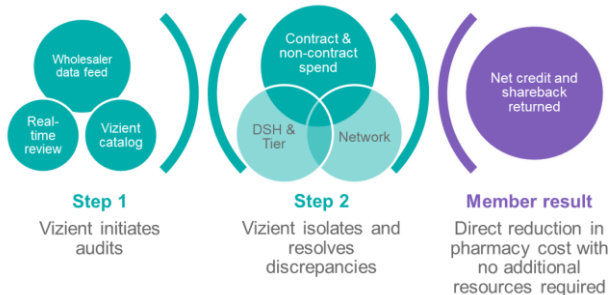 Wholesaler
data feed
Real-
time
review
Vizient
catalog
Contract &
non-contract
spend
DSH &
Tier
Network
Net credit and
shareback
returned
Step 1
Vizient initiates
audits
Step 2
Vizient isolates and
resolves
discrepancies
Member result
Direct reduction in
pharmacy cost with
no additional
resources required